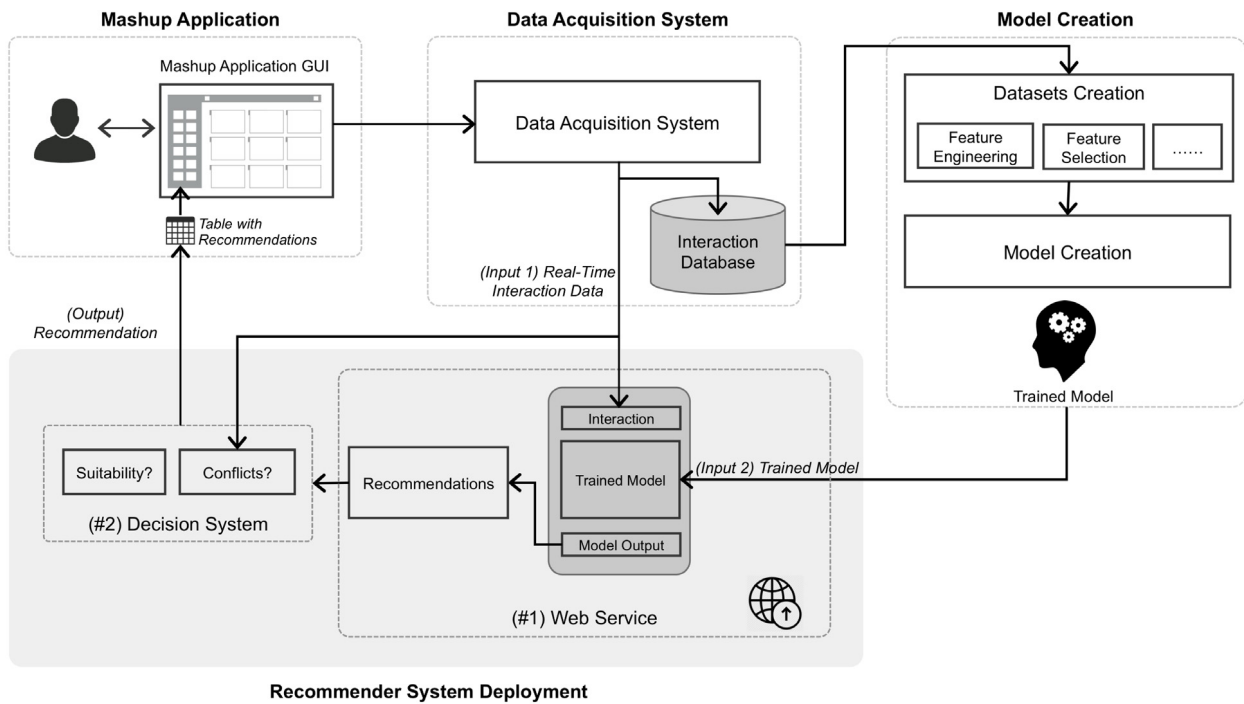 Mashup Application
Mashup Application GUI
Table with
Recommendations
(Output)
Recommendation
Data Acquisition System
Data Acquisition System
Interaction
Database
(Input 1) Real-Time
Interaction Data
Model Creation
Datasets Creation
Feature
Engineering
Feature
Selection
......
Model Creation
Trained Model
Suitability?
Conflicts?
(#2) Decision System
Recommendations
Interaction
Trained Model
Model Output
(Input 2) Trained Model
(#1) Web Service
Recommender System Deployment